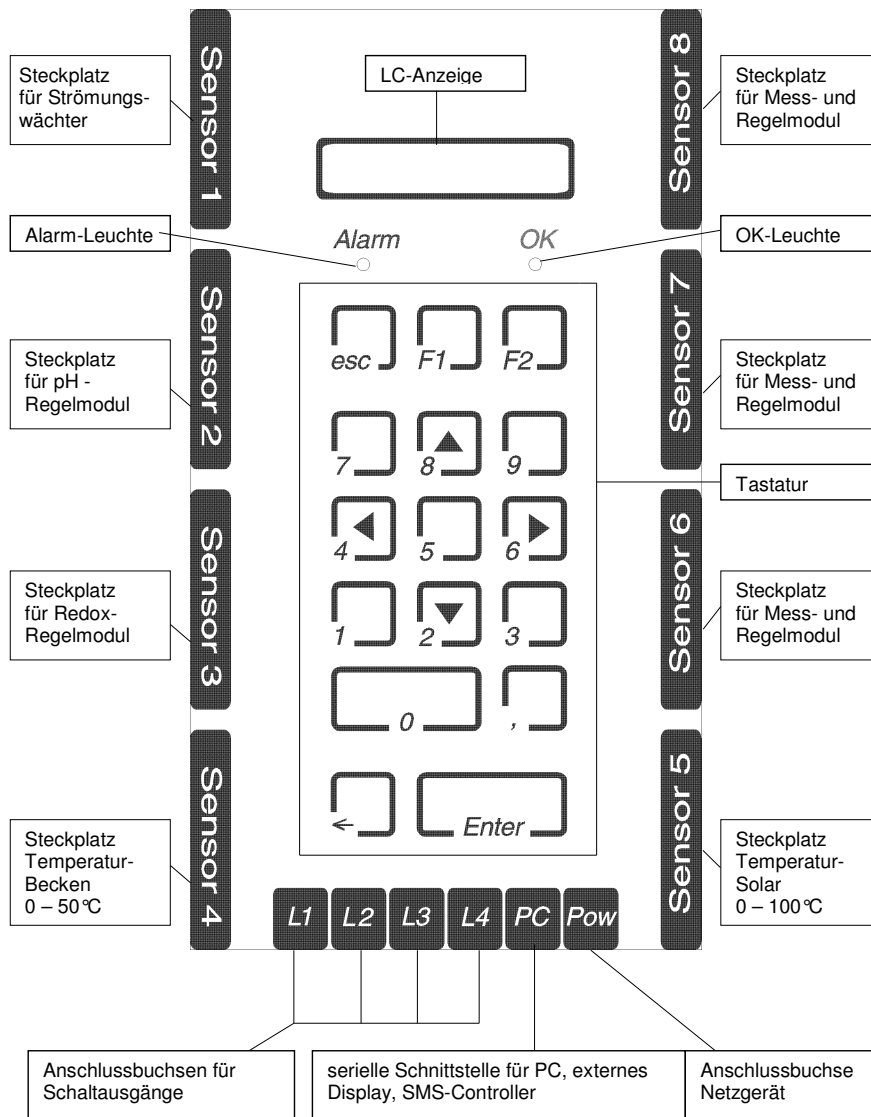 Sensor 1
Sensor 8
Steckplatz
für Strömungs-
wächter
LC-Anzeige
Steckplatz
für Mess- und
Regelmodul
Alarm-Leuchte
Alarm
OK
OK-Leuchte
Sensor 2
Sensor 7
Steckplatz
für pH -
Regelmodul
esc
F1
F2
Steckplatz
für Mess- und
Regelmodul
7
8
9
Tastatur
4
5
6
Sensor 3
Sensor 6
Steckplatz
für Redox-
Regelmodul
1
2
3
Steckplatz
für Mess- und
Regelmodul
0
,
Sensor 4
Sensor 5
Steckplatz
Temperatur-
Becken
0 – 50°C
←
Enter
Steckplatz
Temperatur-
Solar
0 – 100°C
L1
L2
L3
L4
PC
Pow
Anschlussbuchsen für
Schaltausgänge
serielle Schnittstelle für PC, externes
Display, SMS-Controller
Anschlussbuchse
Netzgerät